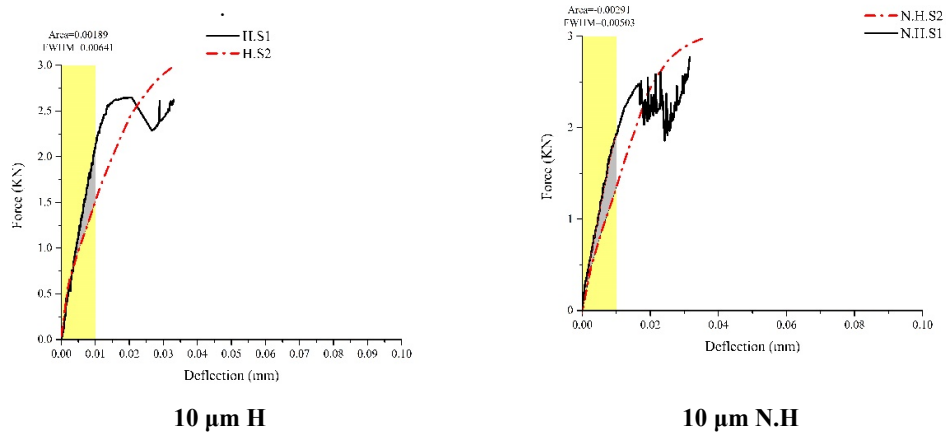 Area=0.00189
FWHM=0.00641
H.S1
H.S2
3.0
2.5
2.0
1.5
1.0
0.5
0.0
Force (KN)
0.00 0.01 0.02 0.03 0.04 0.05 0.06 0.07 0.08 0.09 0.10
Deflection (mm)
10 μm H
Area=-0.00291
FWHM=0.00503
N.H.S2
N.H.S1
3
2
1
0
Force (KN)
0.00 0.02 0.04 0.06 0.08 0.10
Deflection (mm)
10 μm N.H